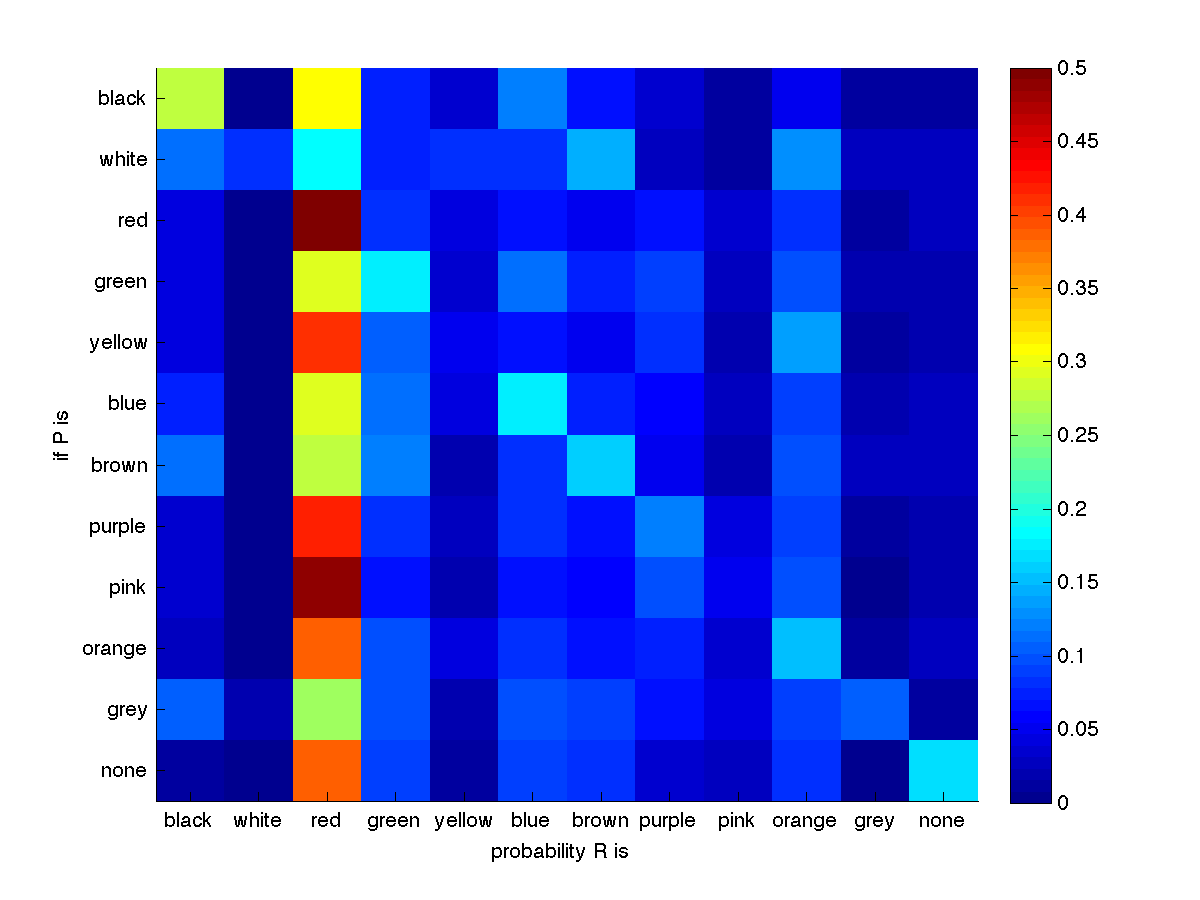 if P is
black
white
red
green
yellow
blue
brown
purple
pink
orange
grey
none
black white red green yellow blue brown purple pink orange grey none
probability R is
0.5
0.45
0.4
0.35
0.3
0.25
0.2
0.15
0.1
0.05
0